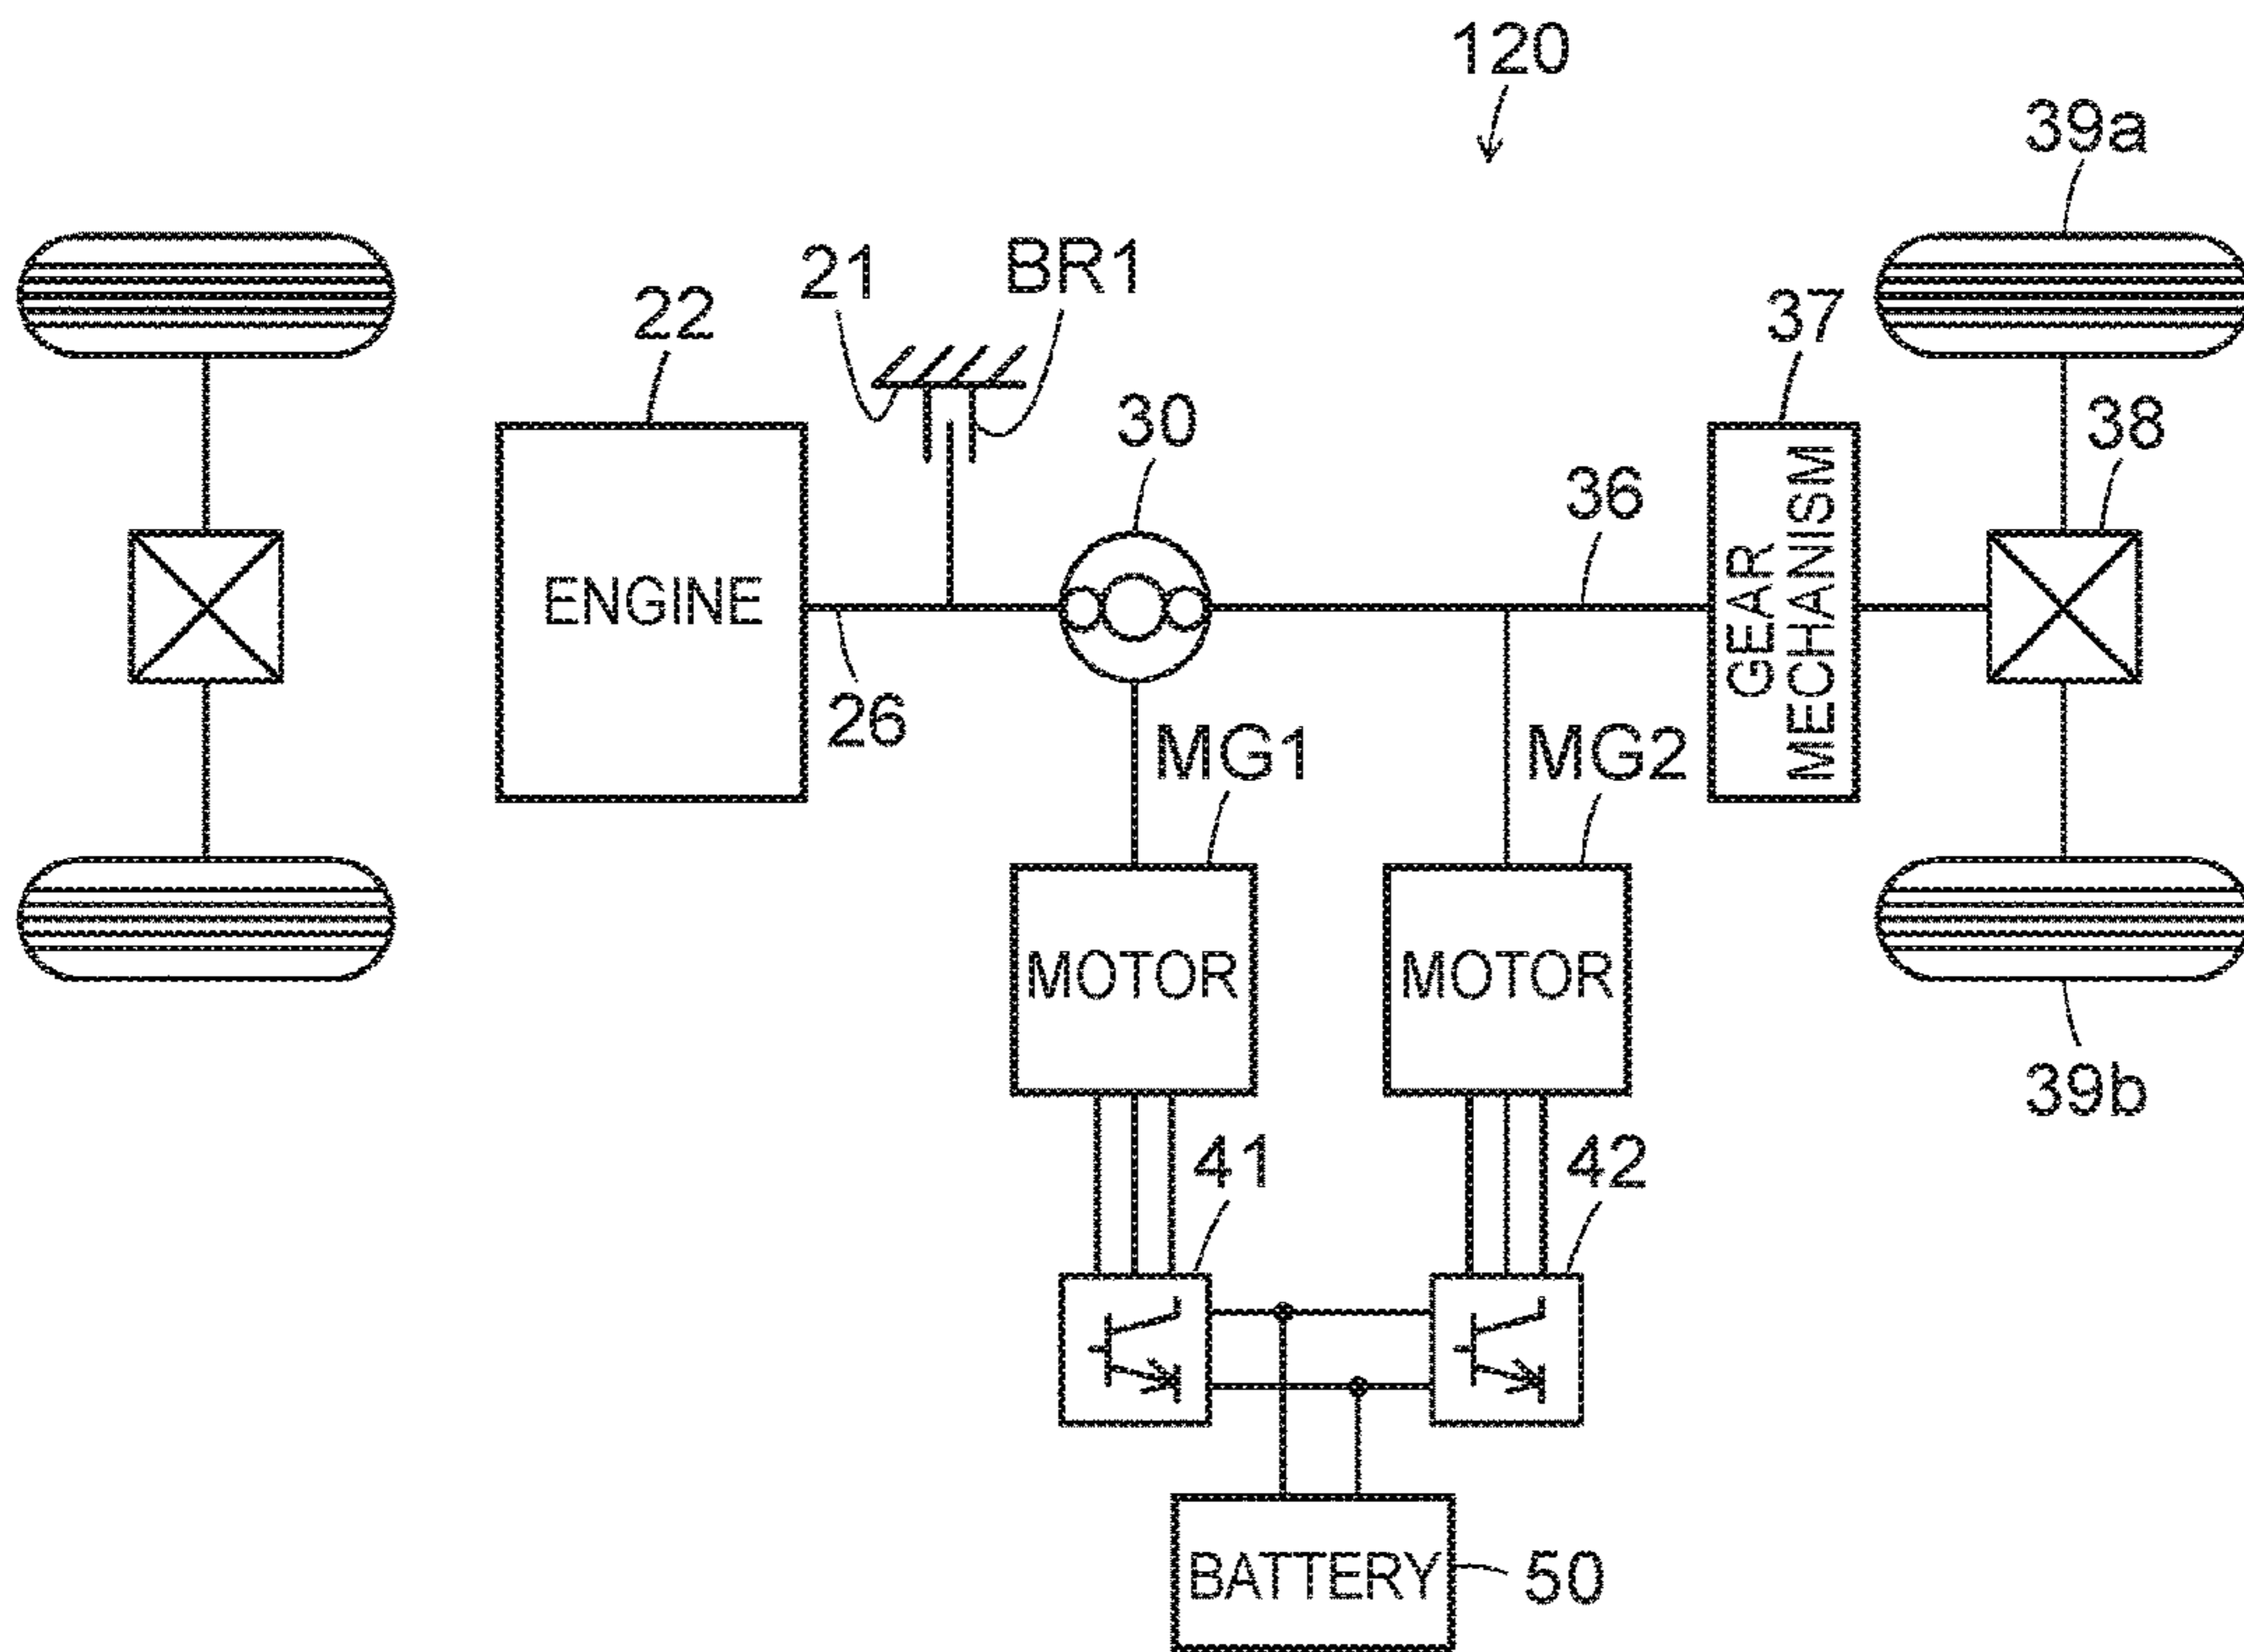 120
39a
21
BR1
22
37
30
38
36
ENGINE
GEAR
MECHANISM
26
MG1
MG2
MOTOR
MOTOR
39b
41
42
BATTERY
50